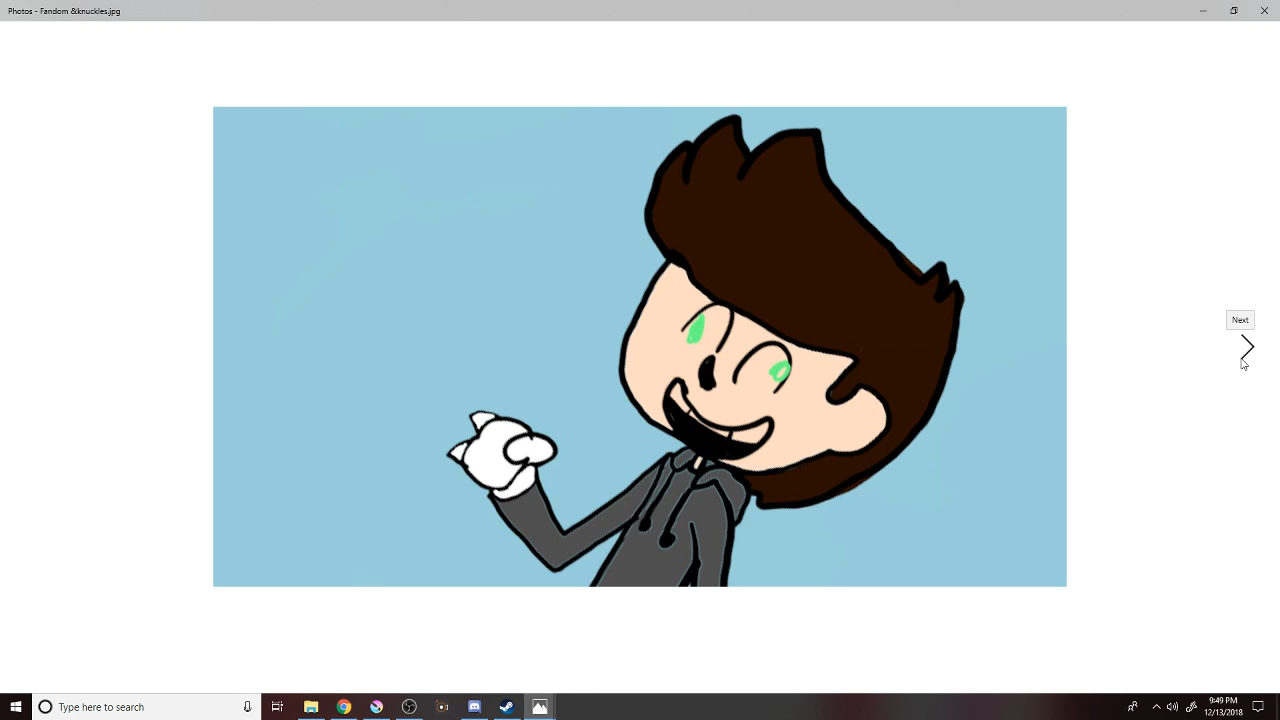 Photos - Fandom &knuckles.jpg
Next
Type here to search
9:49 PM
12/13/2018